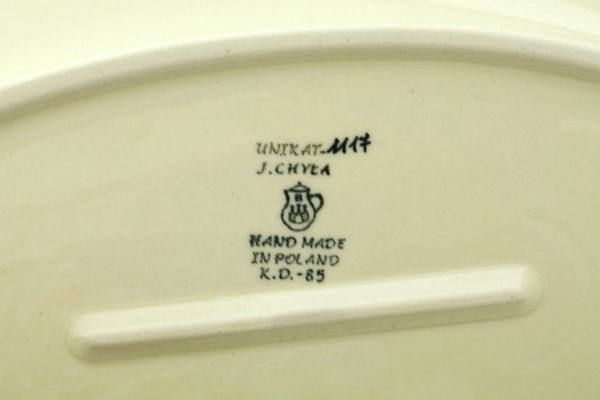 UNIKAT-1117
J. CHYŁA
B
HAND MADE
IN POLAND
K.D.-85